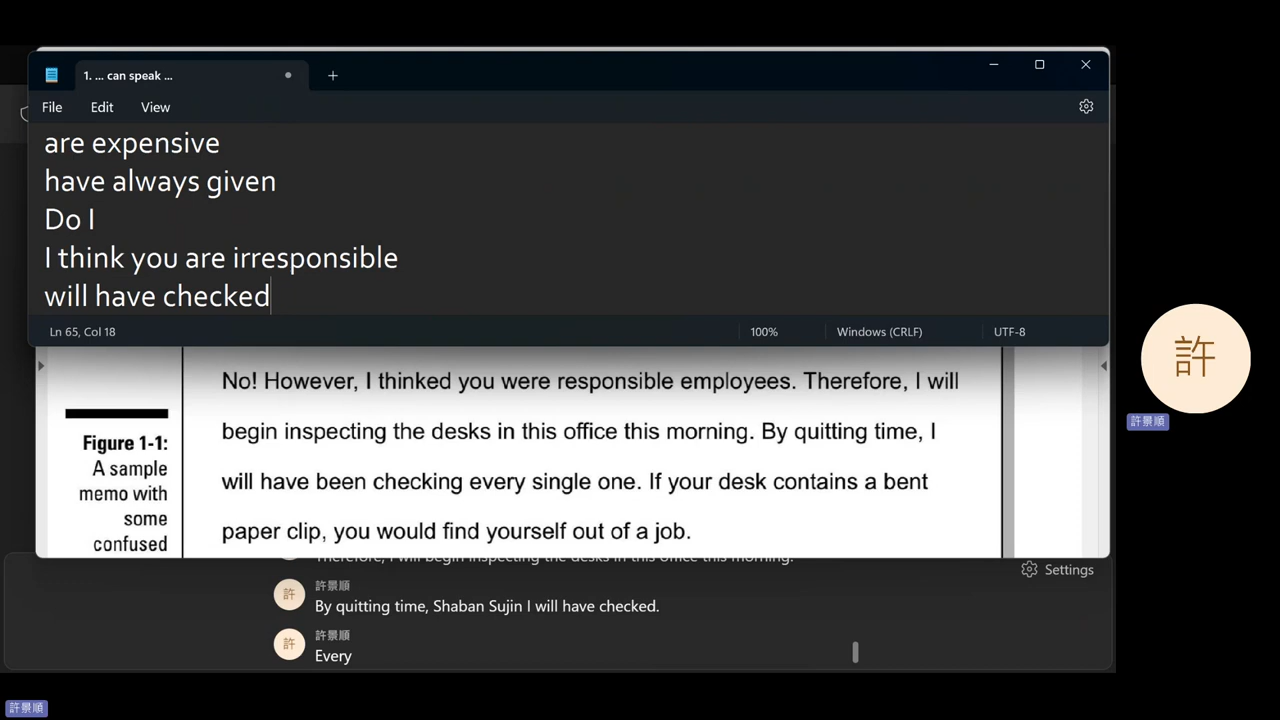 1. ... can speak ...
File Edit View
are expensive
have always given
Do I
I think you are irresponsible
will have checked
Ln 65, Col 18 100% Windows (CRLF) UTF-8
No! However, I thinked you were responsible employees. Therefore, I will
begin inspecting the desks in this office this morning. By quitting time, I
will have been checking every single one. If your desk contains a bent
paper clip, you would find yourself out of a job.
Figure 1-1:
A sample
memo with
some
confused
Therefore, I will begin inspecting the desks in this office this morning.
Settings
許 許景順
By quitting time, Shaban Sujin I will have checked.
許 許景順
Every
許
許景順
許景順